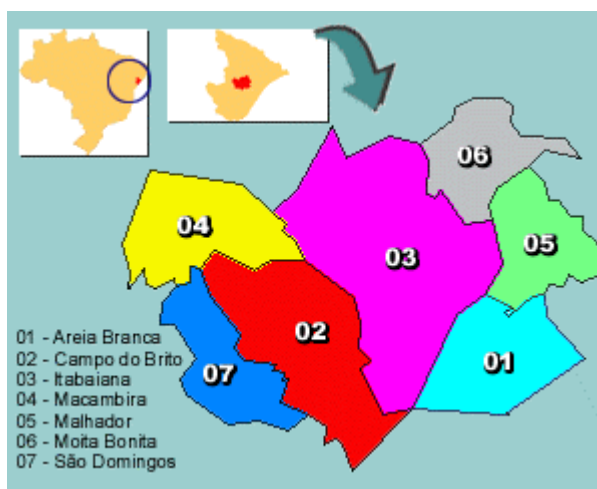 06
04
05
03
02
01
07
01 - Areia Branca
02 - Campo do Brito
03 - Itabaiana
04 - Macambira
05 - Malhador
06 - Moita Bonita
07 - São Domingos